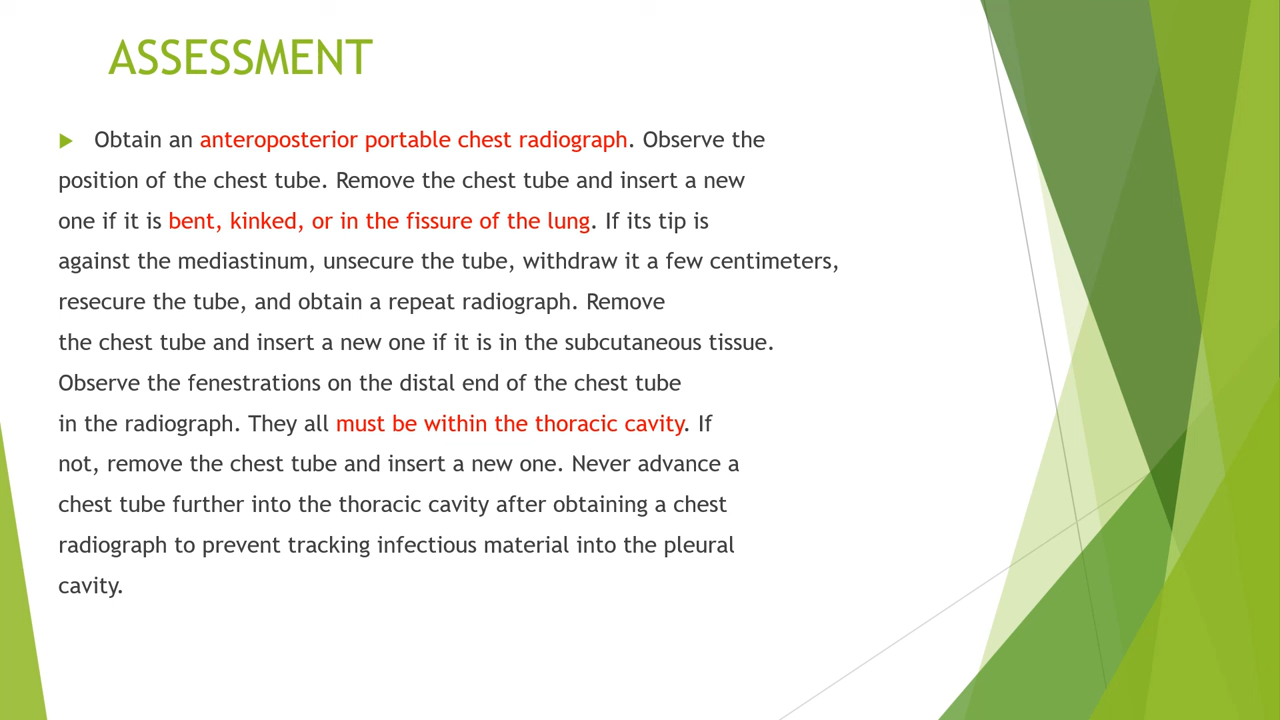 ASSESSMENT
Obtain an anteroposterior portable chest radiograph. Observe the
position of the chest tube. Remove the chest tube and insert a new
one if it is bent, kinked, or in the fissure of the lung. If its tip is
against the mediastinum, unsecure the tube, withdraw it a few centimeters,
resecure the tube, and obtain a repeat radiograph. Remove
the chest tube and insert a new one if it is in the subcutaneous tissue.
Observe the fenestrations on the distal end of the chest tube
in the radiograph. They all must be within the thoracic cavity. If
not, remove the chest tube and insert a new one. Never advance a
chest tube further into the thoracic cavity after obtaining a chest
radiograph to prevent tracking infectious material into the pleural
cavity.